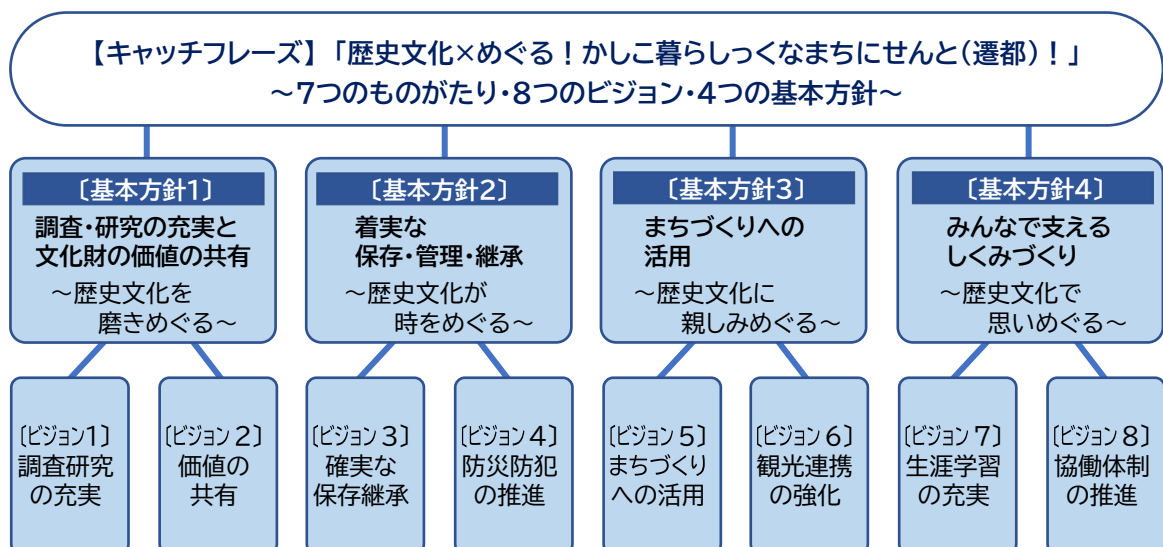 【キャッチフレーズ】「歴史文化×めぐる！かしこ暮らしっくなまちにせんと（遷都）！」
～7つのものがたり・8つのビジョン・4つの基本方針～
〔基本方針1〕
調査・研究の充実と
文化財の価値の共有
～歴史文化を
磨きめぐる～
〔基本方針2〕
着実な
保存・管理・継承
～歴史文化が
時をめぐる～
〔基本方針3〕
まちづくりへの
活用
～歴史文化に
親しみめぐる～
〔基本方針4〕
みんなで支える
しくみづくり
～歴史文化で
思いめぐる～
〔ビジョン1〕
調査研究
の充実
〔ビジョン2〕
価値の
共有
〔ビジョン3〕
確実な
保存継承
〔ビジョン4〕
防災防犯
の推進
〔ビジョン5〕
まちづくり
への活用
〔ビジョン6〕
観光連携
の強化
〔ビジョン7〕
生涯学習
の充実
〔ビジョン8〕
協働体制
の推進